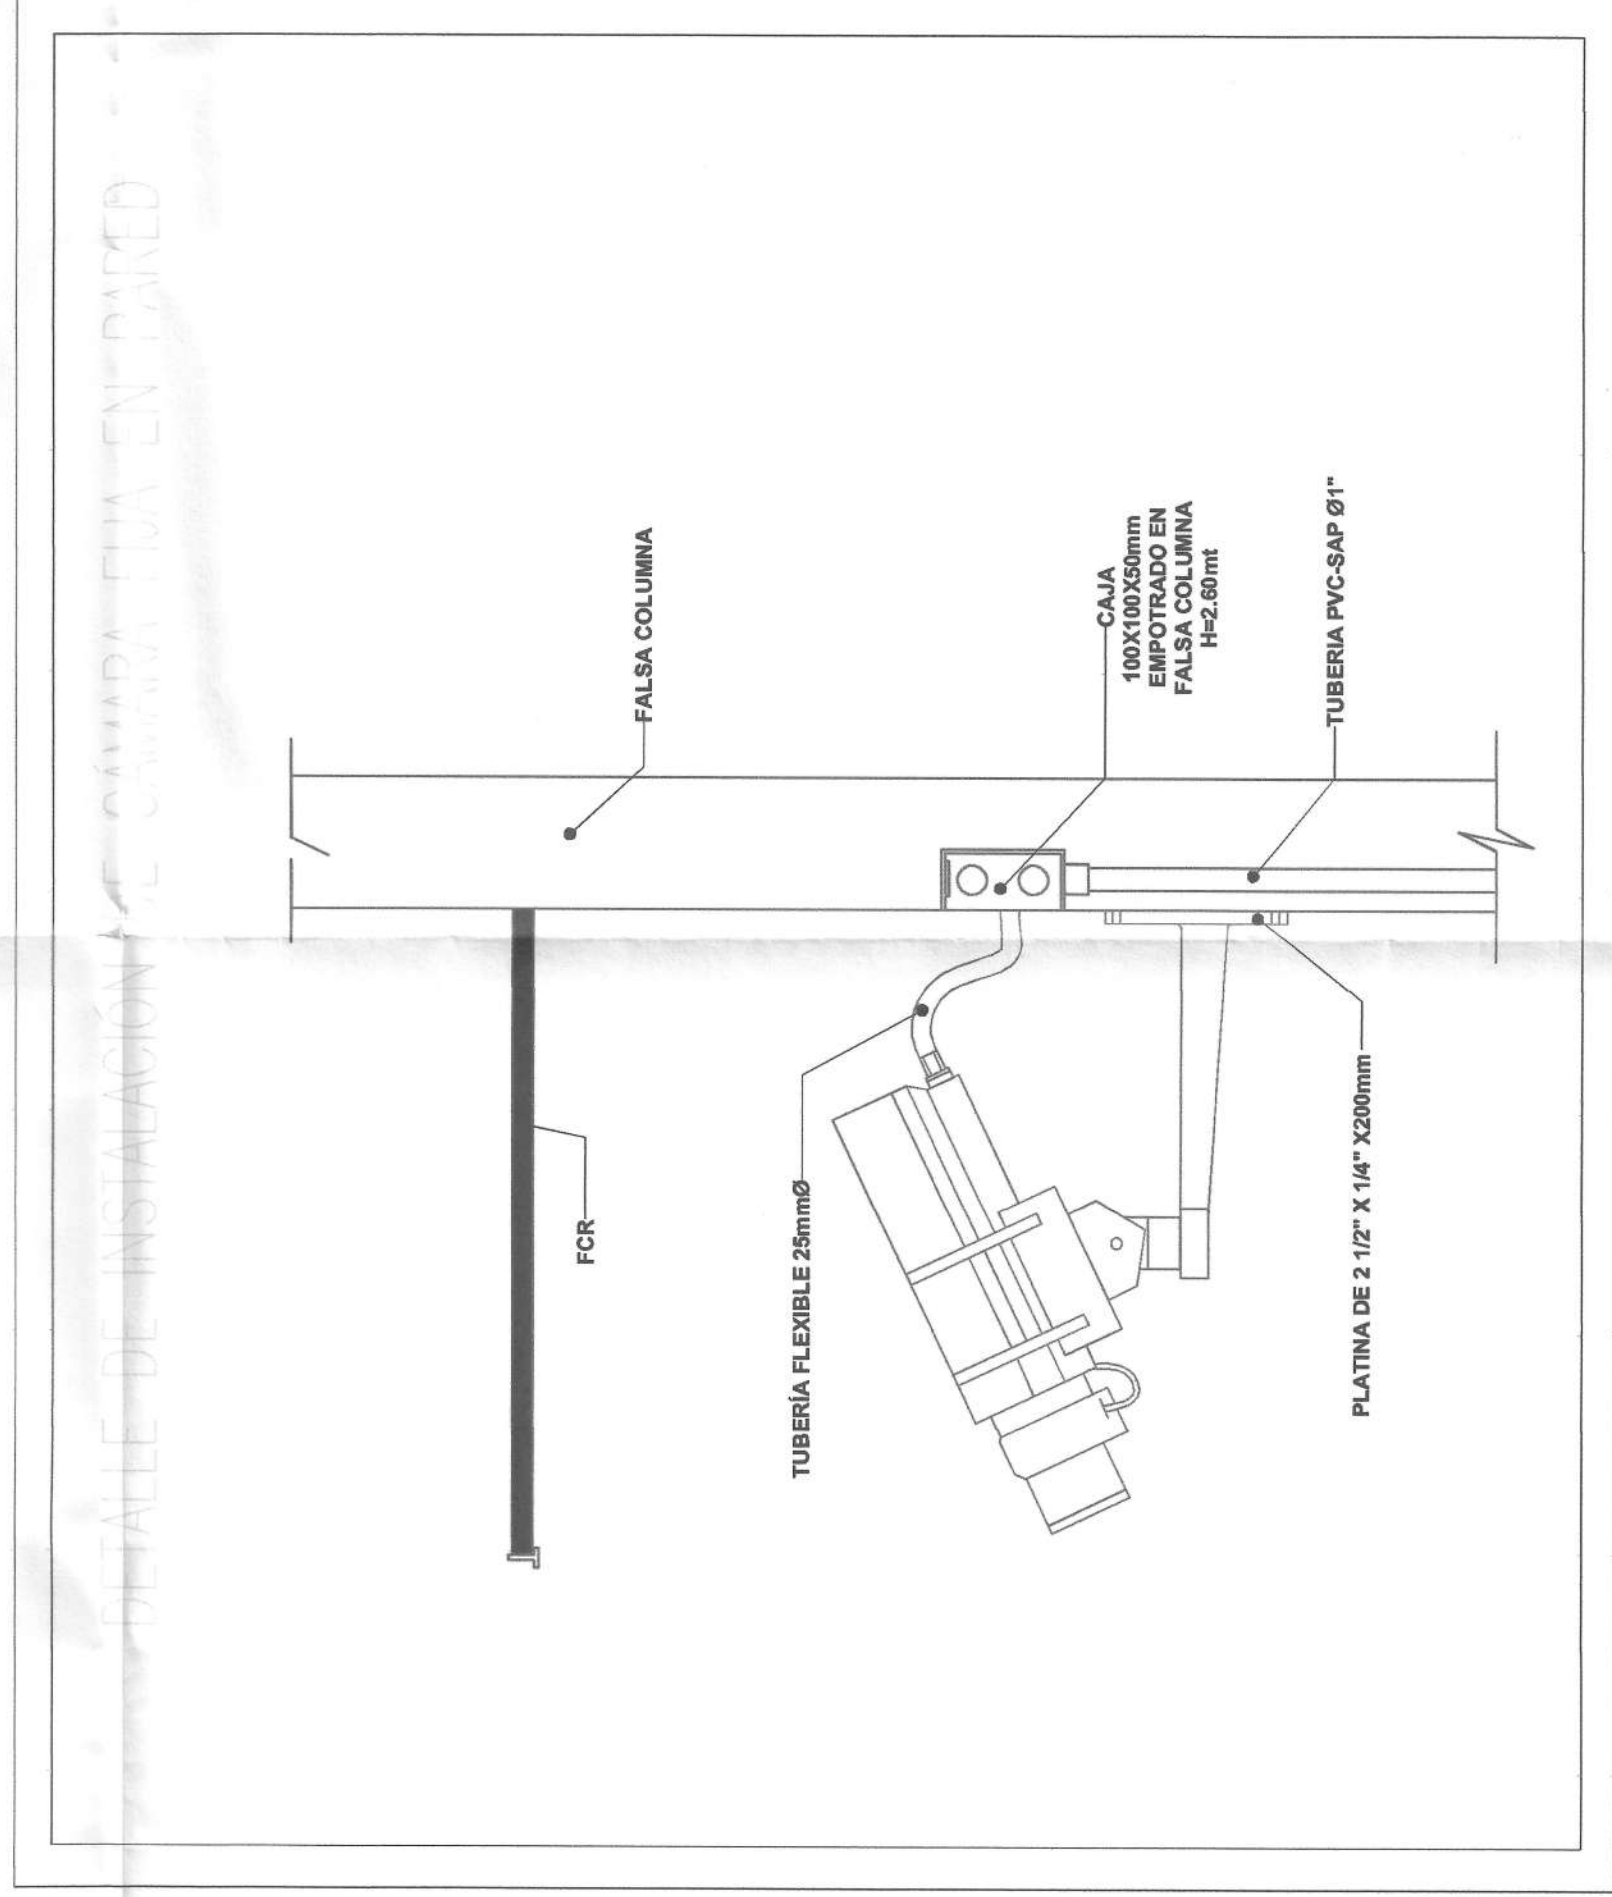 DETALLE DE INSTALACIÓN DE CÁMARA FIJA EN PARED
FALSA COLUMNA
FCR
TUBERÍA FLEXIBLE 25mmØ
CAJA
100X100X50mm
EMPOTRADO EN
FALSA COLUMNA
H=2.60mt
TUBERIA PVC-SAP Ø1"
PLATINA DE 2 1/2" X 1/4" X200mm